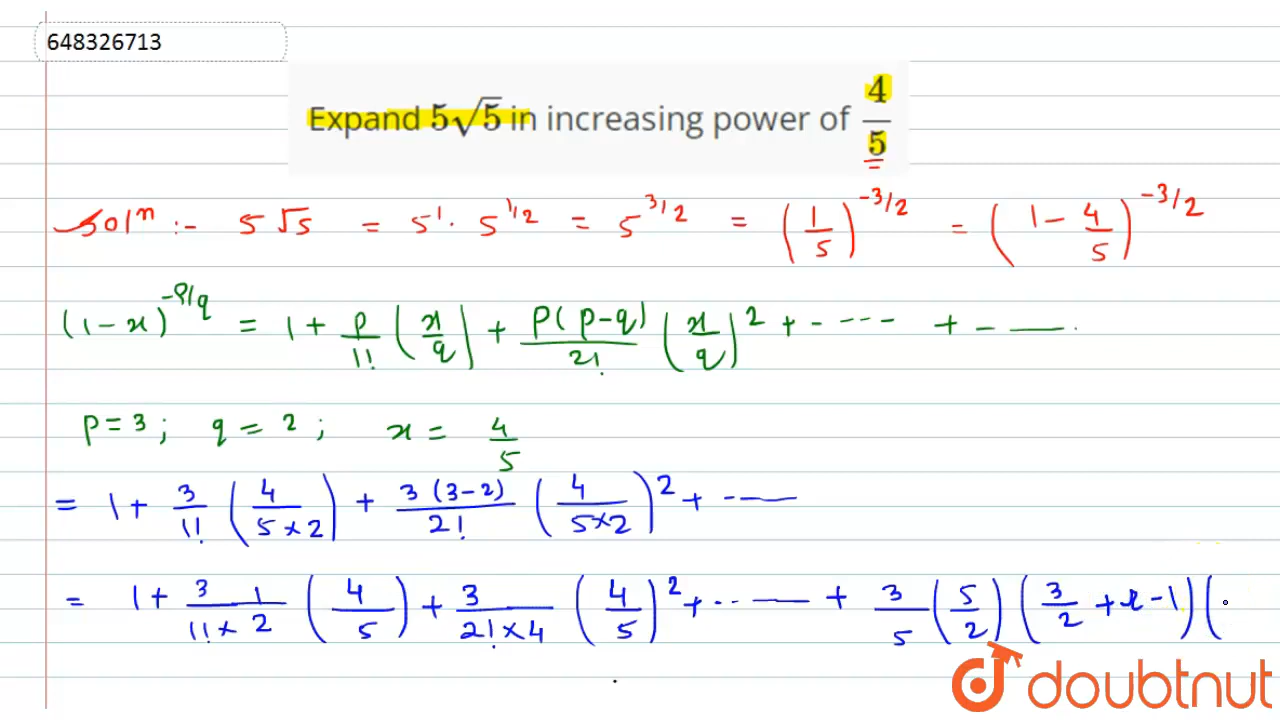 648326713
Expand 5√5 in increasing power of 4/5
Solⁿ :- 5√5 = 5^1 · 5^(1/2) = 5^(3/2) = (1/5)^(-3/2) = (1 - 4/5)^(-3/2)
(1-x)^(-p/q) = 1 + p/1! (x/q) + p(p-q)/2! (x/q)^2 + - - - - - + - —.
p = 3 ; q = 2 ; x = 4/5
= 1 + 3/1! (4/(5×2)) + 3(3-2)/2! (4/(5×2))^2 + - - —
= 1 + 3/1! × 1/2 (4/5) + 3/(2!×4) (4/5)^2 + - - — + 3/5 (5/2) (3/2 + r - 1) (
doubtnut